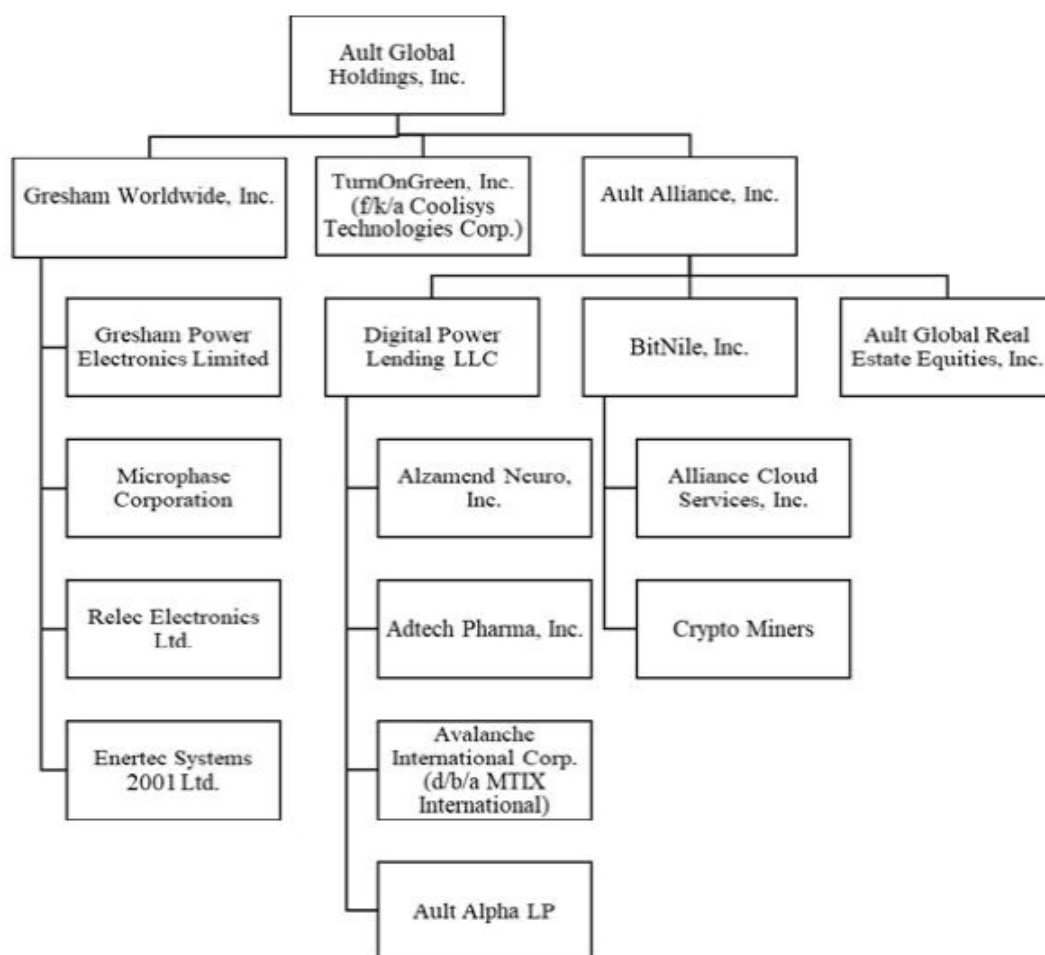 Ault Global
Holdings, Inc.
Gresham Worldwide, Inc.
TurnOnGreen, Inc.
(f/k/a Coolisys
Technologies Corp.)
Ault Alliance, Inc.
Gresham Power
Electronics Limited
Digital Power
Lending LLC
BitNile, Inc.
Ault Global Real
Estate Equities, Inc.
Microphase
Corporation
Alzamend Neuro,
Inc.
Alliance Cloud
Services, Inc.
Relec Electronics
Ltd.
Adtech Pharma, Inc.
Crypto Miners
Enertec Systems
2001 Ltd.
Avalanche
International Corp.
(d/b/a MTIX
International)
Ault Alpha LP